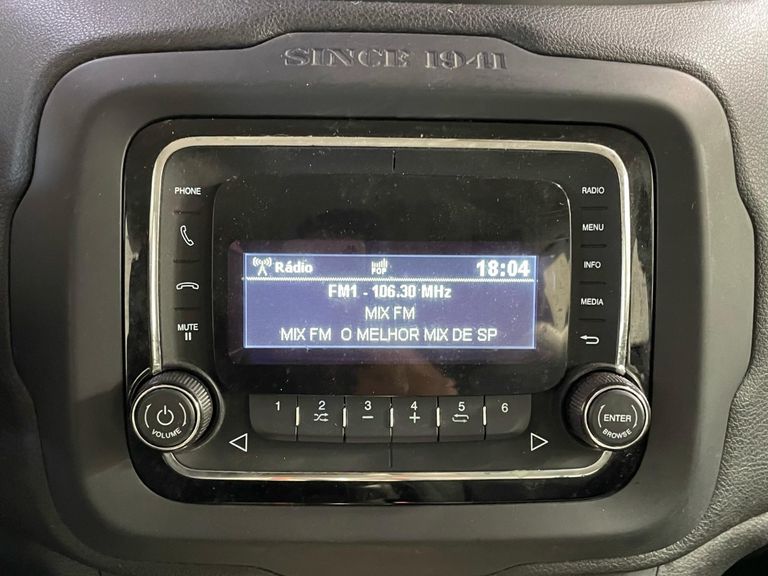 SINCE 1941
PHONE
MUTE
RADIO
MENU
INFO
MEDIA
Rádio POP 18:04
FM1 - 106.30 MHz
MIX FM
MIX FM O MELHOR MIX DE SP
1 2 3 4 5 6
VOLUME
ENTER
BROWSE